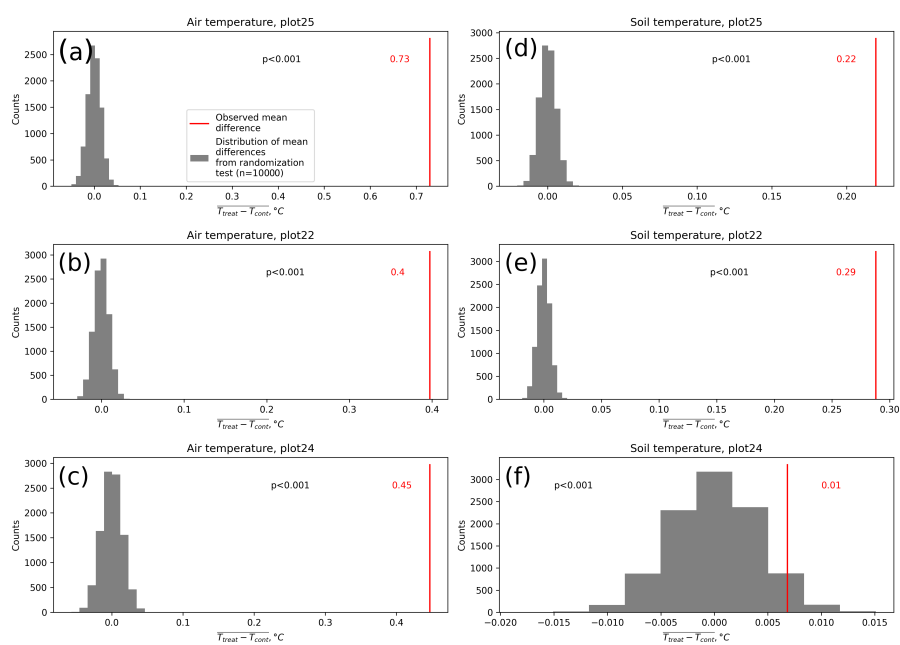 Air temperature, plot25
(a)
p<0.001
0.73
Observed mean
difference
Distribution of mean
differences
from randomization
test (n=10000)
Counts
2500
2000
1500
1000
500
0
0.0 0.1 0.2 0.3 0.4 0.5 0.6 0.7
T_treat − T_cont, °C
Soil temperature, plot25
(d)
p<0.001
0.22
Counts
3000
2500
2000
1500
1000
500
0
0.00 0.05 0.10 0.15 0.20
T_treat − T_cont, °C
Air temperature, plot22
(b)
p<0.001
0.4
Counts
3000
2500
2000
1500
1000
500
0
0.0 0.1 0.2 0.3 0.4
T_treat − T_cont, °C
Soil temperature, plot22
(e)
p<0.001
0.29
Counts
3000
2500
2000
1500
1000
500
0
0.00 0.05 0.10 0.15 0.20 0.25 0.30
T_treat − T_cont, °C
Air temperature, plot24
(c)
p<0.001
0.45
Counts
3000
2500
2000
1500
1000
500
0
0.0 0.1 0.2 0.3 0.4
T_treat − T_cont, °C
Soil temperature, plot24
(f)
p<0.001
0.01
Counts
3000
2500
2000
1500
1000
500
0
−0.020 −0.015 −0.010 −0.005 0.000 0.005 0.010 0.015
T_treat − T_cont, °C